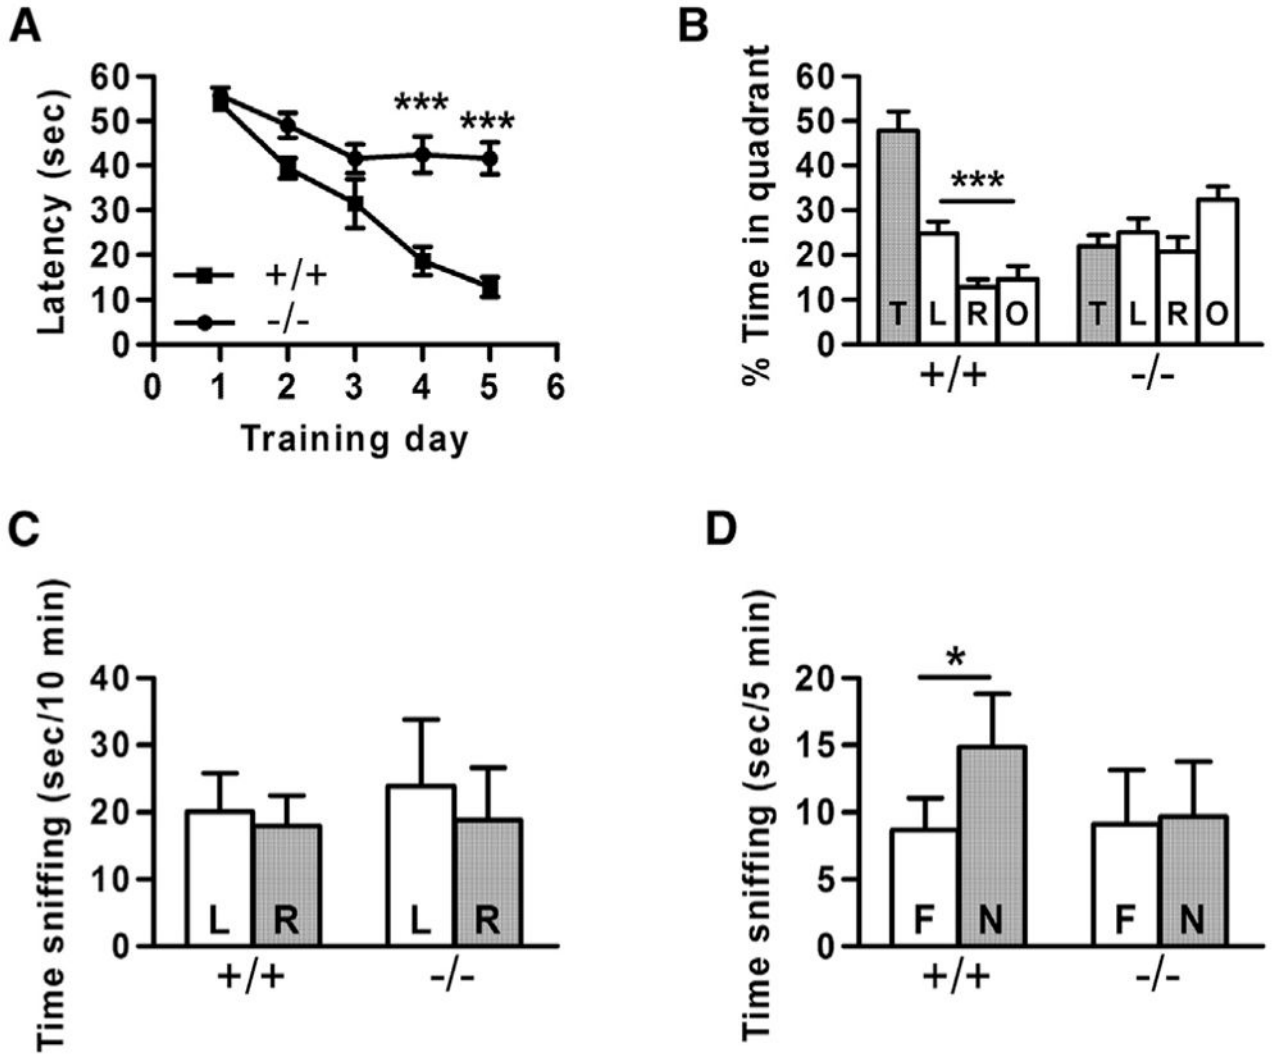 A
Latency (sec)
60
50
40
30
20
10
0
*** ***
+/+
-/-
0 1 2 3 4 5 6
Training day
B
% Time in quadrant
60
50
40
30
20
10
0
***
T L R O T L R O
+/+ -/-
C
Time sniffing (sec/10 min)
40
30
20
10
0
L R L R
+/+ -/-
D
Time sniffing (sec/5 min)
20
15
10
5
0
*
F N F N
+/+ -/-